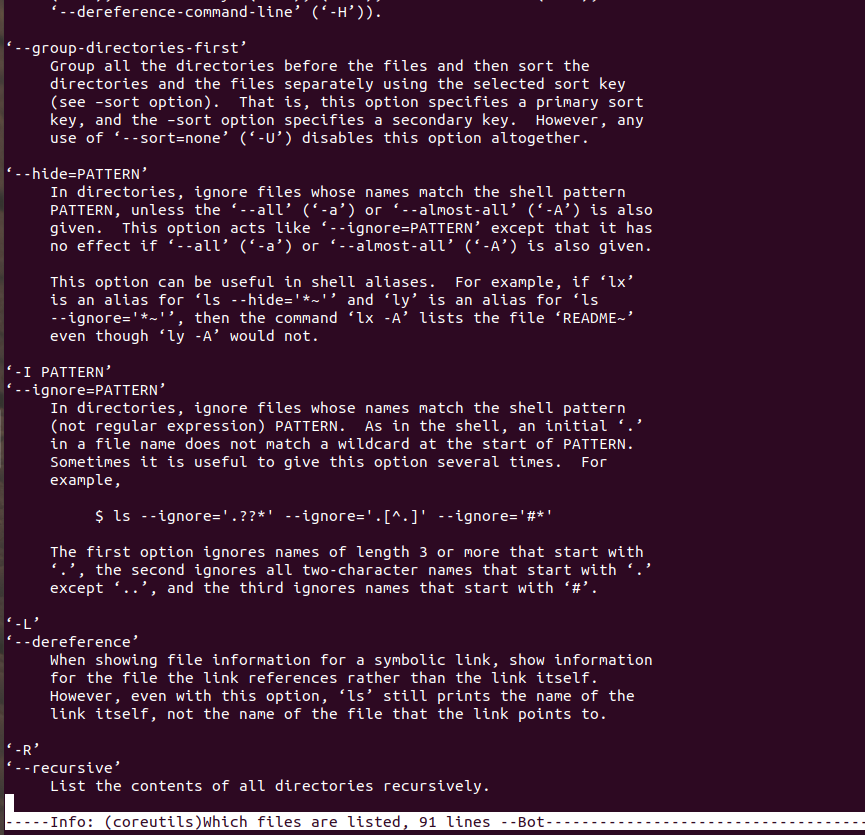 ‘--dereference-command-line’ (‘-H’)).
‘--group-directories-first’
Group all the directories before the files and then sort the
directories and the files separately using the selected sort key
(see –sort option).  That is, this option specifies a primary sort
key, and the –sort option specifies a secondary key.  However, any
use of ‘--sort=none’ (‘-U’) disables this option altogether.
‘--hide=PATTERN’
In directories, ignore files whose names match the shell pattern
PATTERN, unless the ‘--all’ (‘-a’) or ‘--almost-all’ (‘-A’) is also
given.  This option acts like ‘--ignore=PATTERN’ except that it has
no effect if ‘--all’ (‘-a’) or ‘--almost-all’ (‘-A’) is also given.
This option can be useful in shell aliases.  For example, if ‘lx’
is an alias for ‘ls --hide='*~'’ and ‘ly’ is an alias for ‘ls
--ignore='*~'’, then the command ‘lx -A’ lists the file ‘README~’
even though ‘ly -A’ would not.
‘-I PATTERN’
‘--ignore=PATTERN’
In directories, ignore files whose names match the shell pattern
(not regular expression) PATTERN.  As in the shell, an initial ‘.’
in a file name does not match a wildcard at the start of PATTERN.
Sometimes it is useful to give this option several times.  For
example,
$ ls --ignore='.??*' --ignore='.[^.]' --ignore='#*'
The first option ignores names of length 3 or more that start with
‘.’, the second ignores all two-character names that start with ‘.’
except ‘..’, and the third ignores names that start with ‘#’.
‘-L’
‘--dereference’
When showing file information for a symbolic link, show information
for the file the link references rather than the link itself.
However, even with this option, ‘ls’ still prints the name of the
link itself, not the name of the file that the link points to.
‘-R’
‘--recursive’
List the contents of all directories recursively.
-----Info: (coreutils)Which files are listed, 91 lines --Bot-----------------------------------